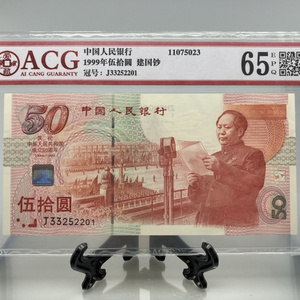 ACG
AI CANG GUARANTY
中国人民银行 11075023
1999年伍拾圆 建国钞
冠号: J33252201
65 EPQ
50
中国人民银行
伍拾圆
J33252201
50